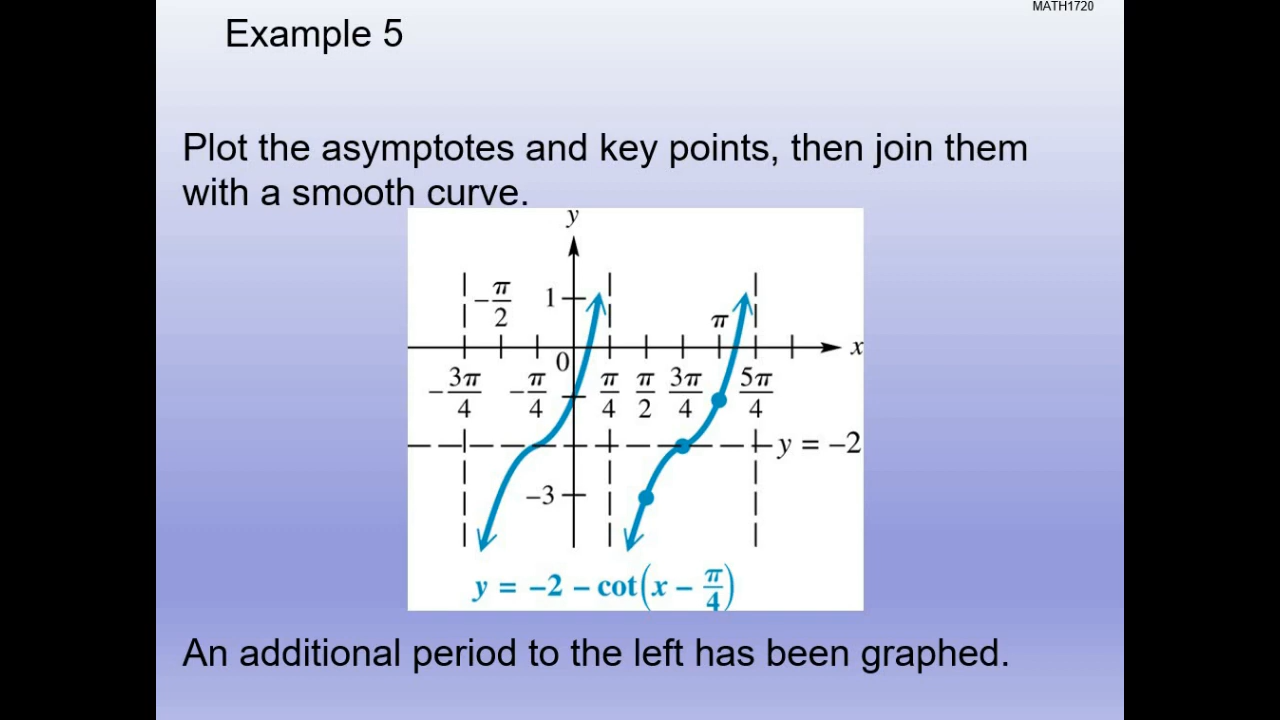 MATH1720
Example 5
Plot the asymptotes and key points, then join them
with a smooth curve.
y
1
−π/2
π
x
0
−3π/4
−π/4
π/4
π/2
3π/4
5π/4
y = −2
−3
y = −2 − cot(x − π/4)
An additional period to the left has been graphed.